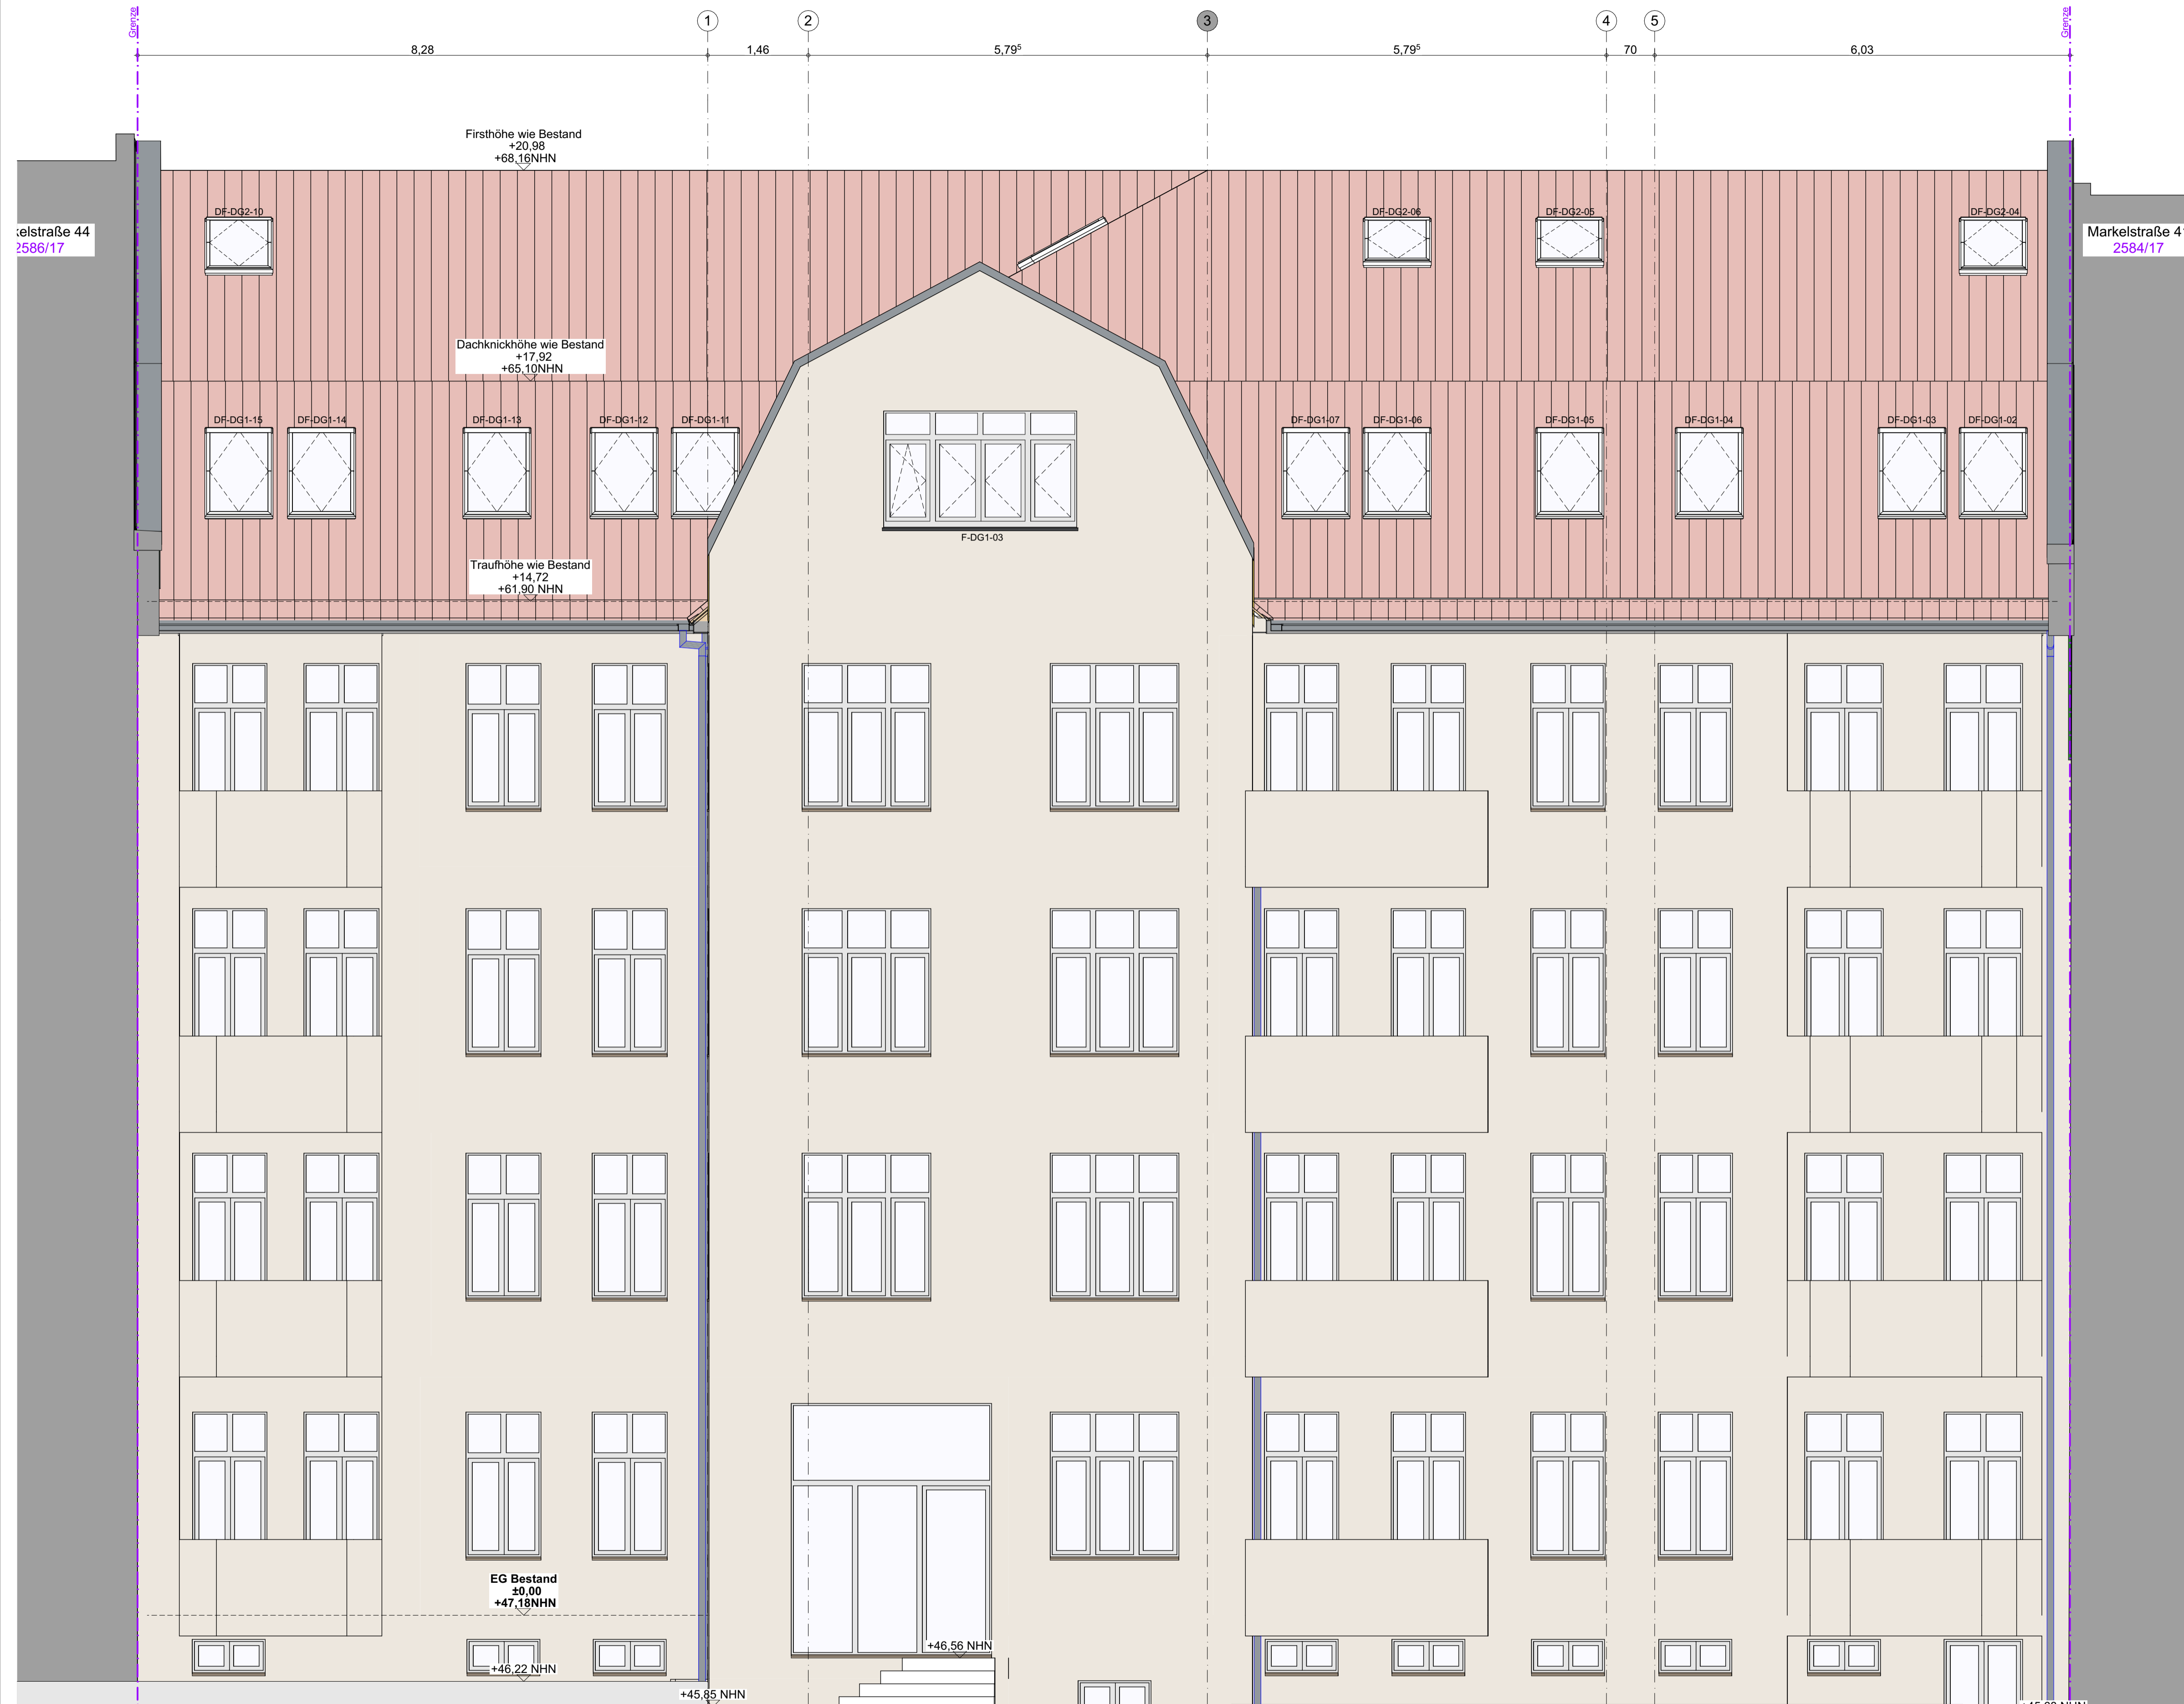 Grenze
1
2
3
4
5
Grenze
8,28
1,46
5,79⁵
5,79⁵
70
6,03
Firsthöhe wie Bestand
+20,98
+68,16NHN
DF-DG2-10
DF-DG2-06
DF-DG2-05
DF-DG2-04
kelstraße 44
2586/17
Markelstraße 41
2584/17
Dachknickhöhe wie Bestand
+17,92
+65,10NHN
DF-DG1-15
DF-DG1-14
DF-DG1-13
DF-DG1-12
DF-DG1-11
DF-DG1-07
DF-DG1-06
DF-DG1-05
DF-DG1-04
DF-DG1-03
DF-DG1-02
F-DG1-03
Traufhöhe wie Bestand
+14,72
+61,90 NHN
EG Bestand
±0,00
+47,18NHN
+46,56 NHN
+46,22 NHN
+45,85 NHN